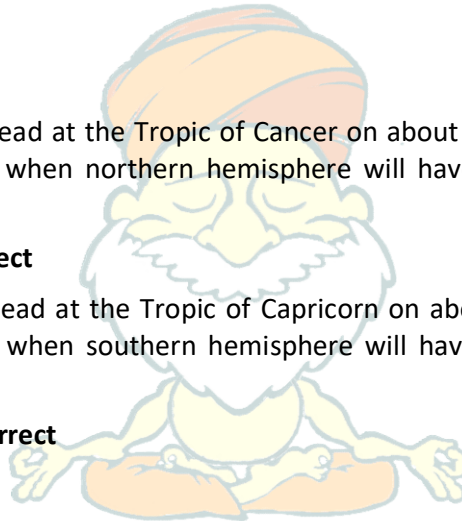 ead at the Tropic of Cancer on about
when northern hemisphere will hav
ect
ead at the Tropic of Capricorn on abo
when southern hemisphere will hav
rrect